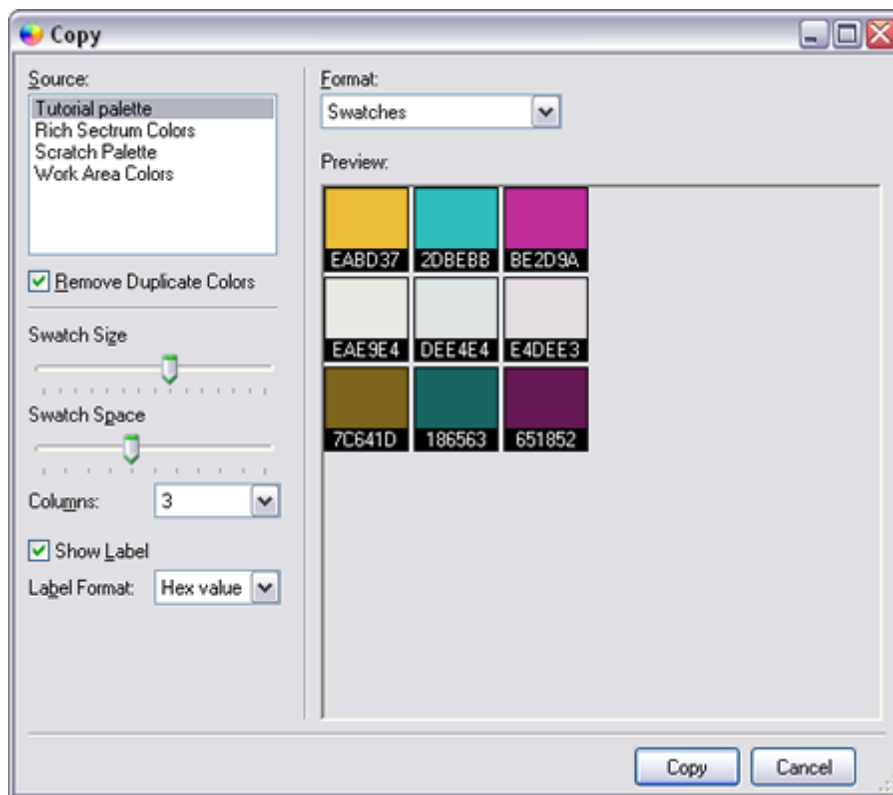 Copy
Source:
Tutorial palette
Rich Sectrum Colors
Scratch Palette
Work Area Colors
Remove Duplicate Colors
Swatch Size
Swatch Space
Columns: 3
Show Label
Label Format: Hex value
Format:
Swatches
Preview:
EABD37 2DBEBB BE2D9A
EAE9E4 DEE4E4 E4DEE3
7C641D 186563 651852
Copy Cancel